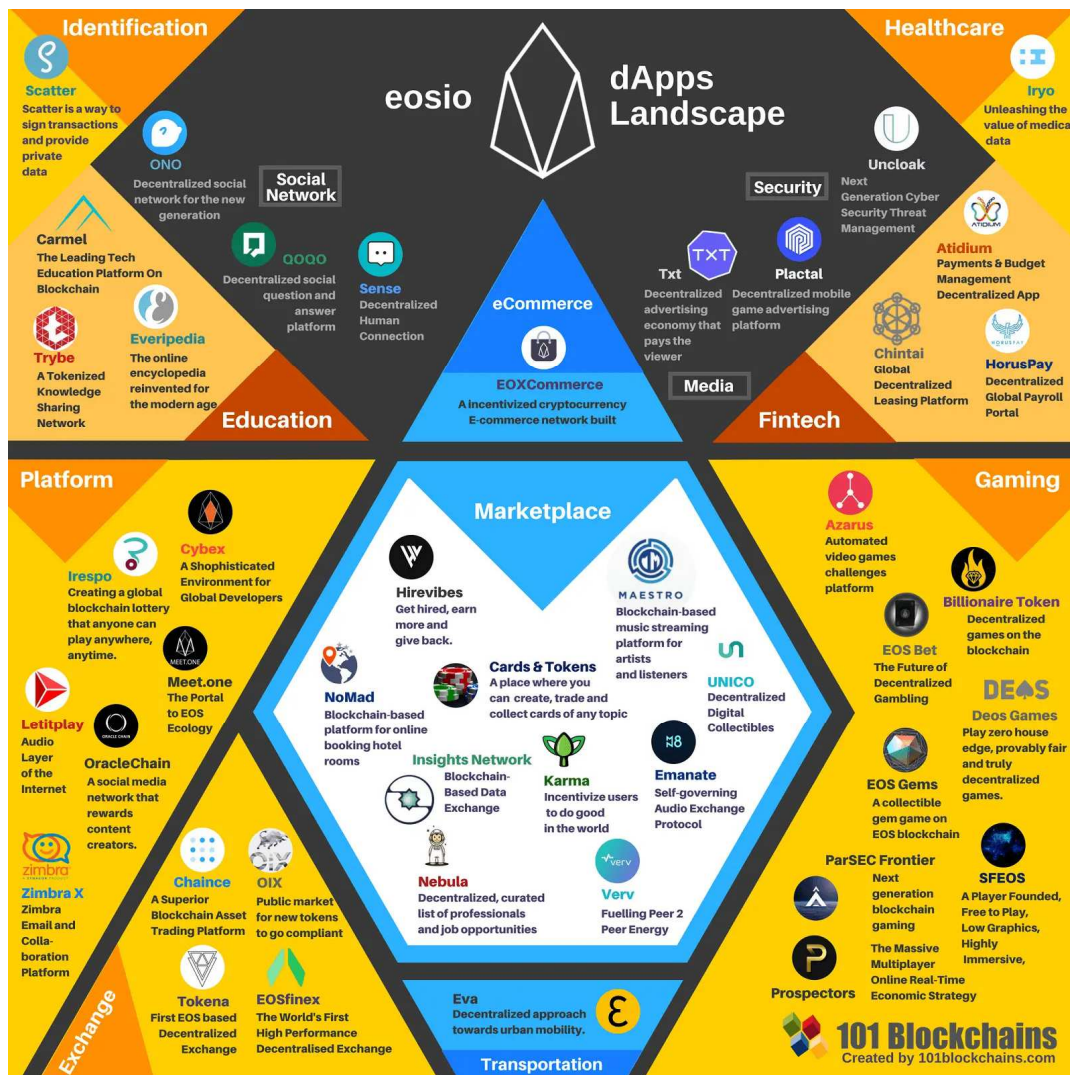 eosio
dApps
Landscape
Identification
Scatter
Scatter is a way to
sign transactions
and provide
private
data
ONO
Decentralized social
network for the new
generation
Social
Network
QOQO
Decentralized social
question and
answer
platform
Sense
Decentralized
Human
Connection
Carmel
The Leading Tech
Education Platform On
Blockchain
Trybe
A Tokenized
Knowledge
Sharing
Network
Everipedia
The online
encyclopedia
reinvented for
the modern age
Education
eCommerce
EOXCommerce
A incentivized cryptocurrency
E-commerce network built
Security
Uncloak
Next
Generation Cyber
Security Threat
Management
TXT
Txt
Decentralized
advertising
economy that
pays the
viewer
Plactal
Decentralized mobile
game advertising
platform
Media
Healthcare
Iryo
Unleashing the
value of medica
data
ATIDIUM
Atidium
Payments & Budget
Management
Decentralized App
Chintai
Global
Decentralized
Leasing Platform
HORUSPAY
HorusPay
Decentralized
Global Payroll
Portal
Fintech
Platform
Cybex
A Shophisticated
Environment for
Global Developers
Irespo
Creating a global
blockchain lottery
that anyone can
play anywhere,
anytime.
MEET.ONE
Meet.one
The Portal
to EOS
Ecology
Letitplay
Audio
Layer
of the
Internet
ORACLE CHAIN
OracleChain
A social media
network that
rewards
content
creators.
zimbra
Zimbra X
Zimbra
Email and
Colla-
boration
Platform
Marketplace
Hirevibes
Get hired, earn
more and
give back.
MAESTRO
Blockchain-based
music streaming
platform for
artists
and listeners
NoMad
Blockchain-based
platform for online
booking hotel
rooms
Cards & Tokens
A place where you
can create, trade and
collect cards of any topic
UNICO
Decentralized
Digital
Collectibles
Insights Network
Blockchain-
Based Data
Exchange
Karma
Incentivize users
to do good
in the world
Emanate
Self-governing
Audio Exchange
Protocol
Nebula
Decentralized, curated
list of professionals
and job opportunities
verv
Verv
Fuelling Peer 2
Peer Energy
Gaming
Azarus
Automated
video games
challenges
platform
Billionaire Token
Decentralized
games on the
blockchain
EOS Bet
The Future of
Decentralized
Gambling
DE♠S
Deos Games
Play zero house
edge, provably fair
and truly
decentralized
games.
EOS Gems
A collectible
gem game on
EOS blockchain
ParSEC Frontier
Next
generation
blockchain
gaming
SFEOS
A Player Founded,
Free to Play,
Low Graphics,
Highly
Immersive,
Prospectors
The Massive
Multiplayer
Online Real-Time
Economic Strategy
Chaince
A Superior
Blockchain Asset
Trading Platform
OIX
OIX
Public market
for new tokens
to go compliant
Tokena
First EOS based
Decentralized
Exchange
EOSfinex
The World's First
High Performance
Decentralised Exchange
Exchange
Eva
Decentralized approach
towards urban mobility.
Transportation
101 Blockchains
Created by 101blockchains.com